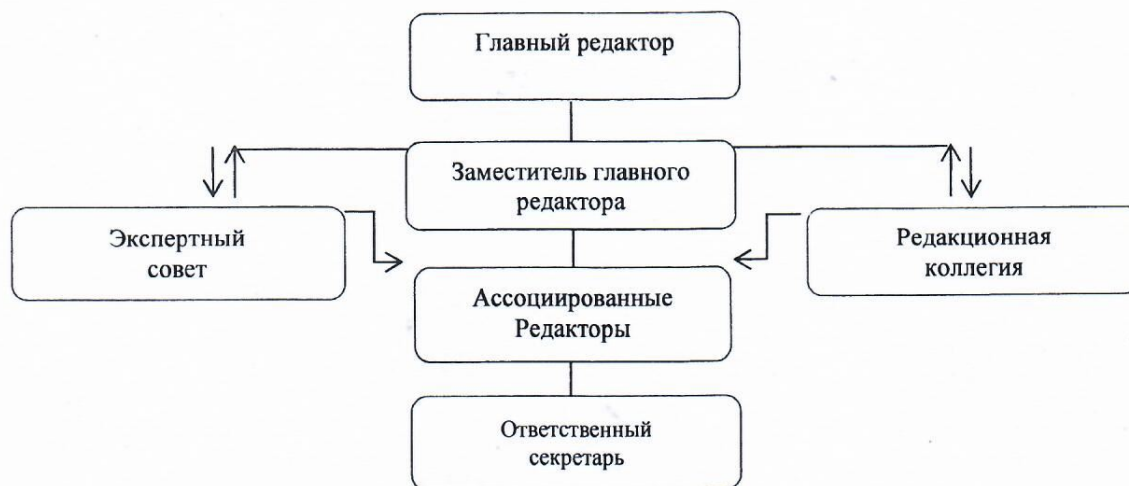 Главный редактор
Заместитель главного
редактора
Экспертный
совет
Редакционная
коллегия
Ассоциированные
Редакторы
Ответственный
секретарь